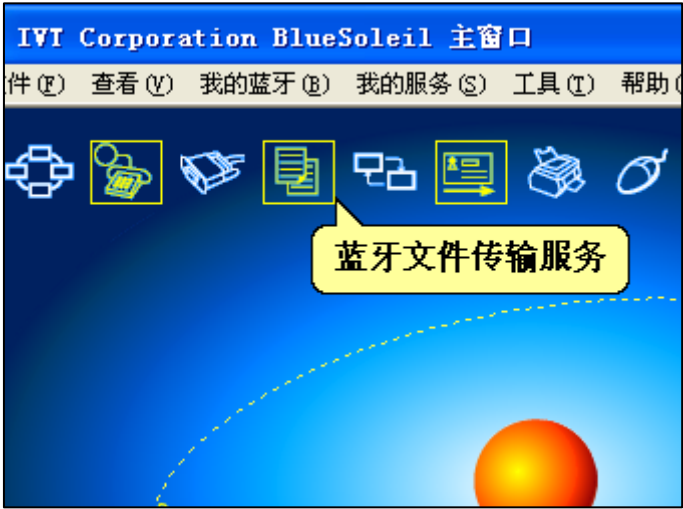 IVT Corporation BlueSoleil 主窗口
件(F) 查看(V) 我的蓝牙(B) 我的服务(S) 工具(T) 帮助(
蓝牙文件传输服务